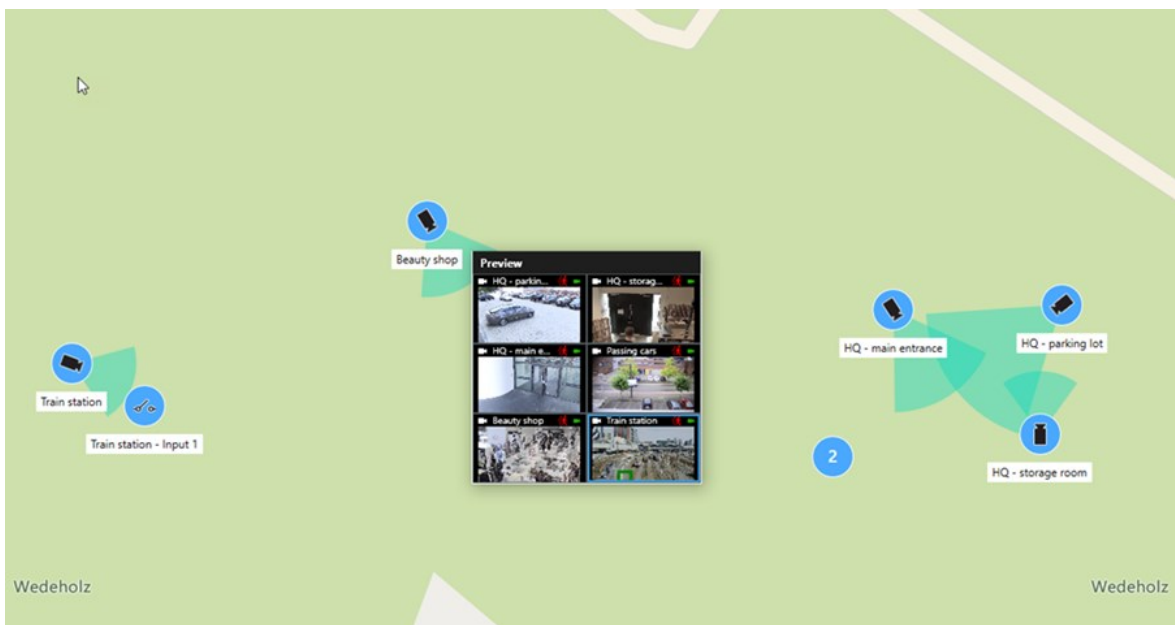 Beauty shop
Preview
HQ - parkin...
HQ - storag...
HQ - main e...
Passing cars
Beauty shop
Train station
HQ - main entrance
HQ - parking lot
Train station
Train station - Input 1
2
HQ - storage room
Wedeholz
Wedeholz